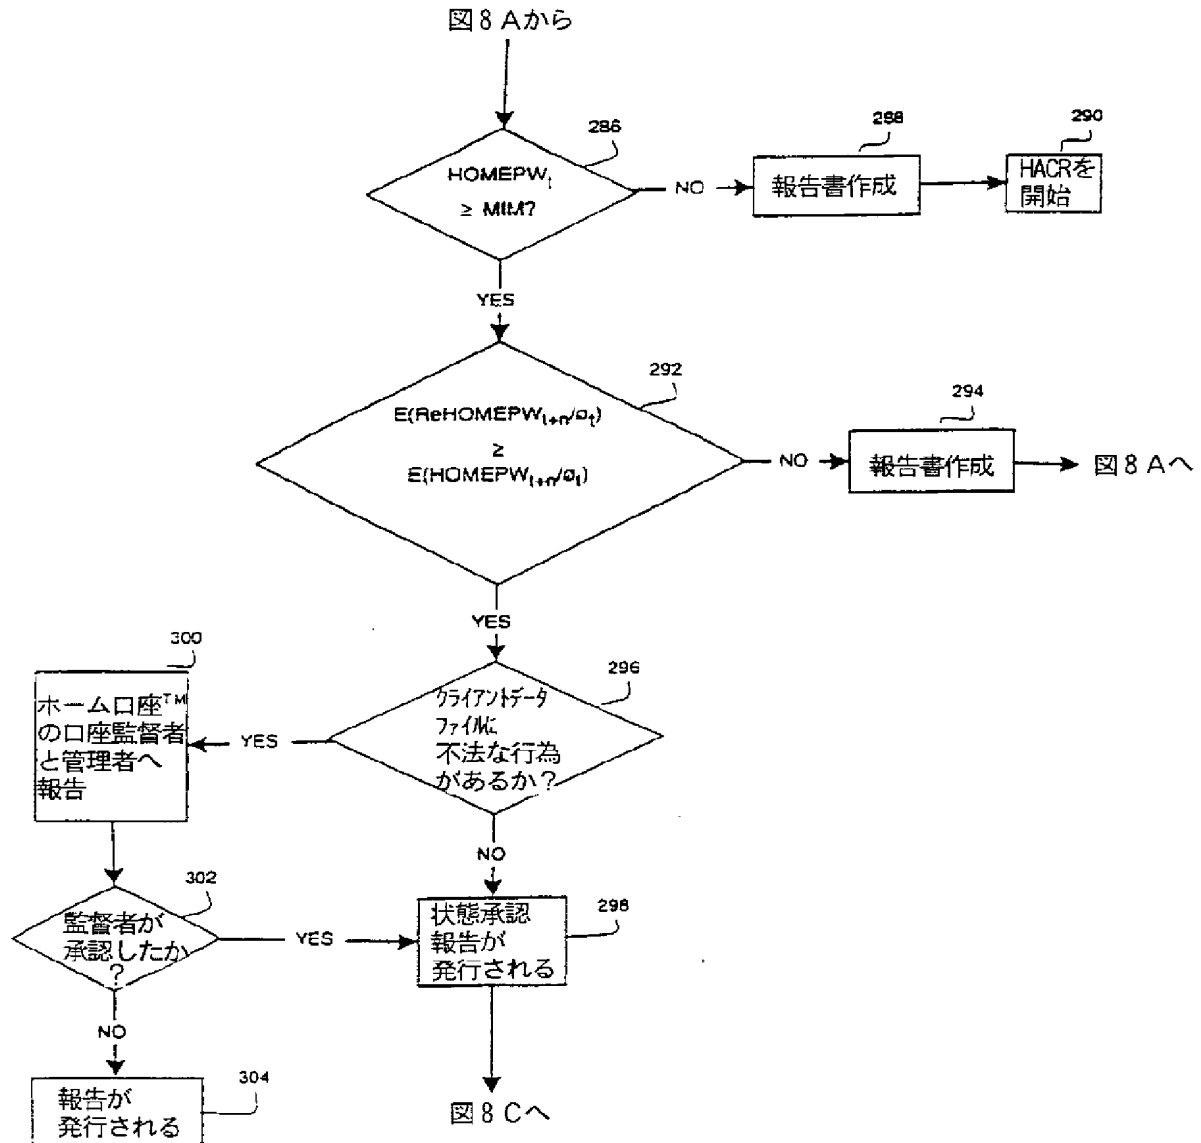 図8Aから
286
HOMEPWt
≥ MIM?
NO
288
報告書作成
290
HACRを
開始
YES
292
E(ReHOMEPWt+n/øt)
≥
E(HOMEPWt+n/øt)
NO
294
報告書作成
図8Aへ
YES
296
クライアントデータ
ファイルに
不法な行為
があるか?
YES
300
ホーム口座TM
の口座監督者
と管理者へ
報告
NO
302
監督者が
承認したか
?
YES
298
状態承認
報告が
発行される
NO
304
報告が
発行される
図8Cへ